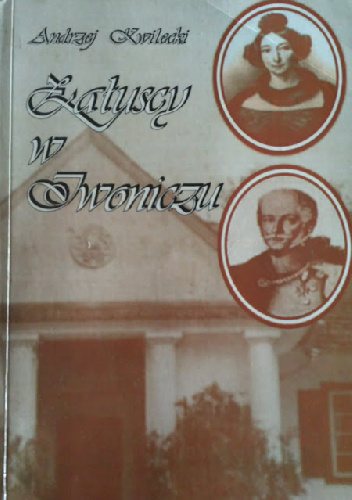 Andrzej Kwilecki
Załuscy
w
Iwoniczu